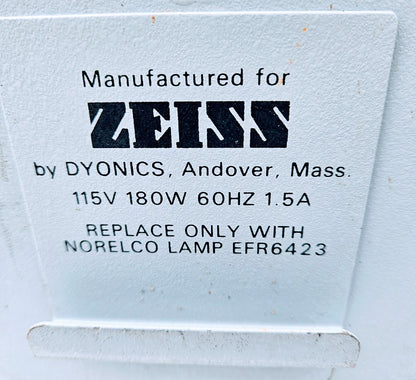 Manufactured for
ZEISS
by DYONICS, Andover, Mass.
115V 180W 60HZ 1.5A
REPLACE ONLY WITH
NORELCO LAMP EFR6423